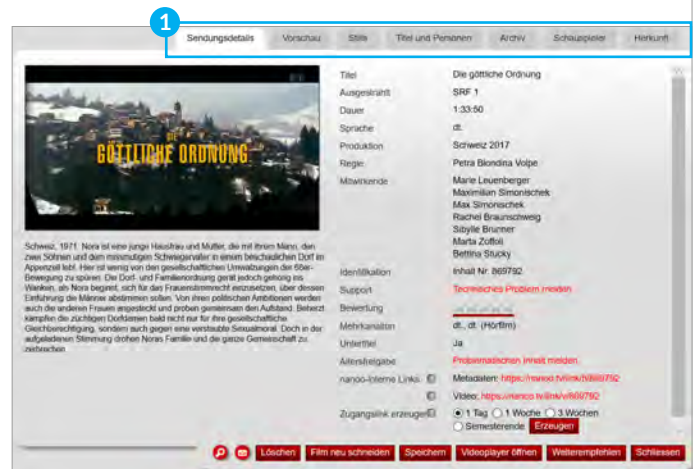 1
Sendungsdetails Vorschau Stills Titel und Personen Archiv Schauspieler Herkunft
DIE
GÖTTLICHE ORDNUNG
Schweiz, 1971: Nora ist eine junge Hausfrau und Mutter, die mit ihrem Mann, den
zwei Söhnen und dem missmutigen Schwiegervater in einem beschaulichen Dorf im
Appenzell lebt. Hier ist wenig von den gesellschaftlichen Umwälzungen der 68er-
Bewegung zu spüren. Die Dorf- und Familienordnung gerät jedoch gehörig ins
Wanken, als Nora beginnt, sich für das Frauenstimmrecht einzusetzen, über dessen
Einführung die Männer abstimmen sollen. Von ihren politischen Ambitionen werden
auch die anderen Frauen angesteckt und proben gemeinsam den Aufstand. Beherzt
kämpfen die züchtigen Dorfdamen bald nicht nur für ihre gesellschaftliche
Gleichberechtigung, sondern auch gegen eine verstaubte Sexualmoral. Doch in der
aufgeladenen Stimmung drohen Noras Familie und die ganze Gemeinschaft zu
zerbrechen.
Titel Die göttliche Ordnung
Ausgestrahlt SRF 1
Dauer 1:33:50
Sprache dt.
Produktion Schweiz 2017
Regie Petra Biondina Volpe
Mitwirkende Marie Leuenberger
Maximilian Simonischek
Max Simonischek
Rachel Braunschweig
Sibylle Brunner
Marta Zoffoli
Bettina Stucky
Identifikation Inhalt Nr. 869792
Support Technisches Problem melden
Bewertung
Mehrkanalton dt., dt. (Hörfilm)
Untertitel Ja
Altersfreigabe Problematischen Inhalt melden
nanoo-interne Links Metadaten: https://nanoo.tv/link/h/869792
Video: https://nanoo.tv/link/v/869792
Zugangslink erzeugen 1 Tag 1 Woche 3 Wochen
Semesterende Erzeugen
Löschen Film neu schneiden Speichern Videoplayer öffnen Weiterempfehlen Schliessen